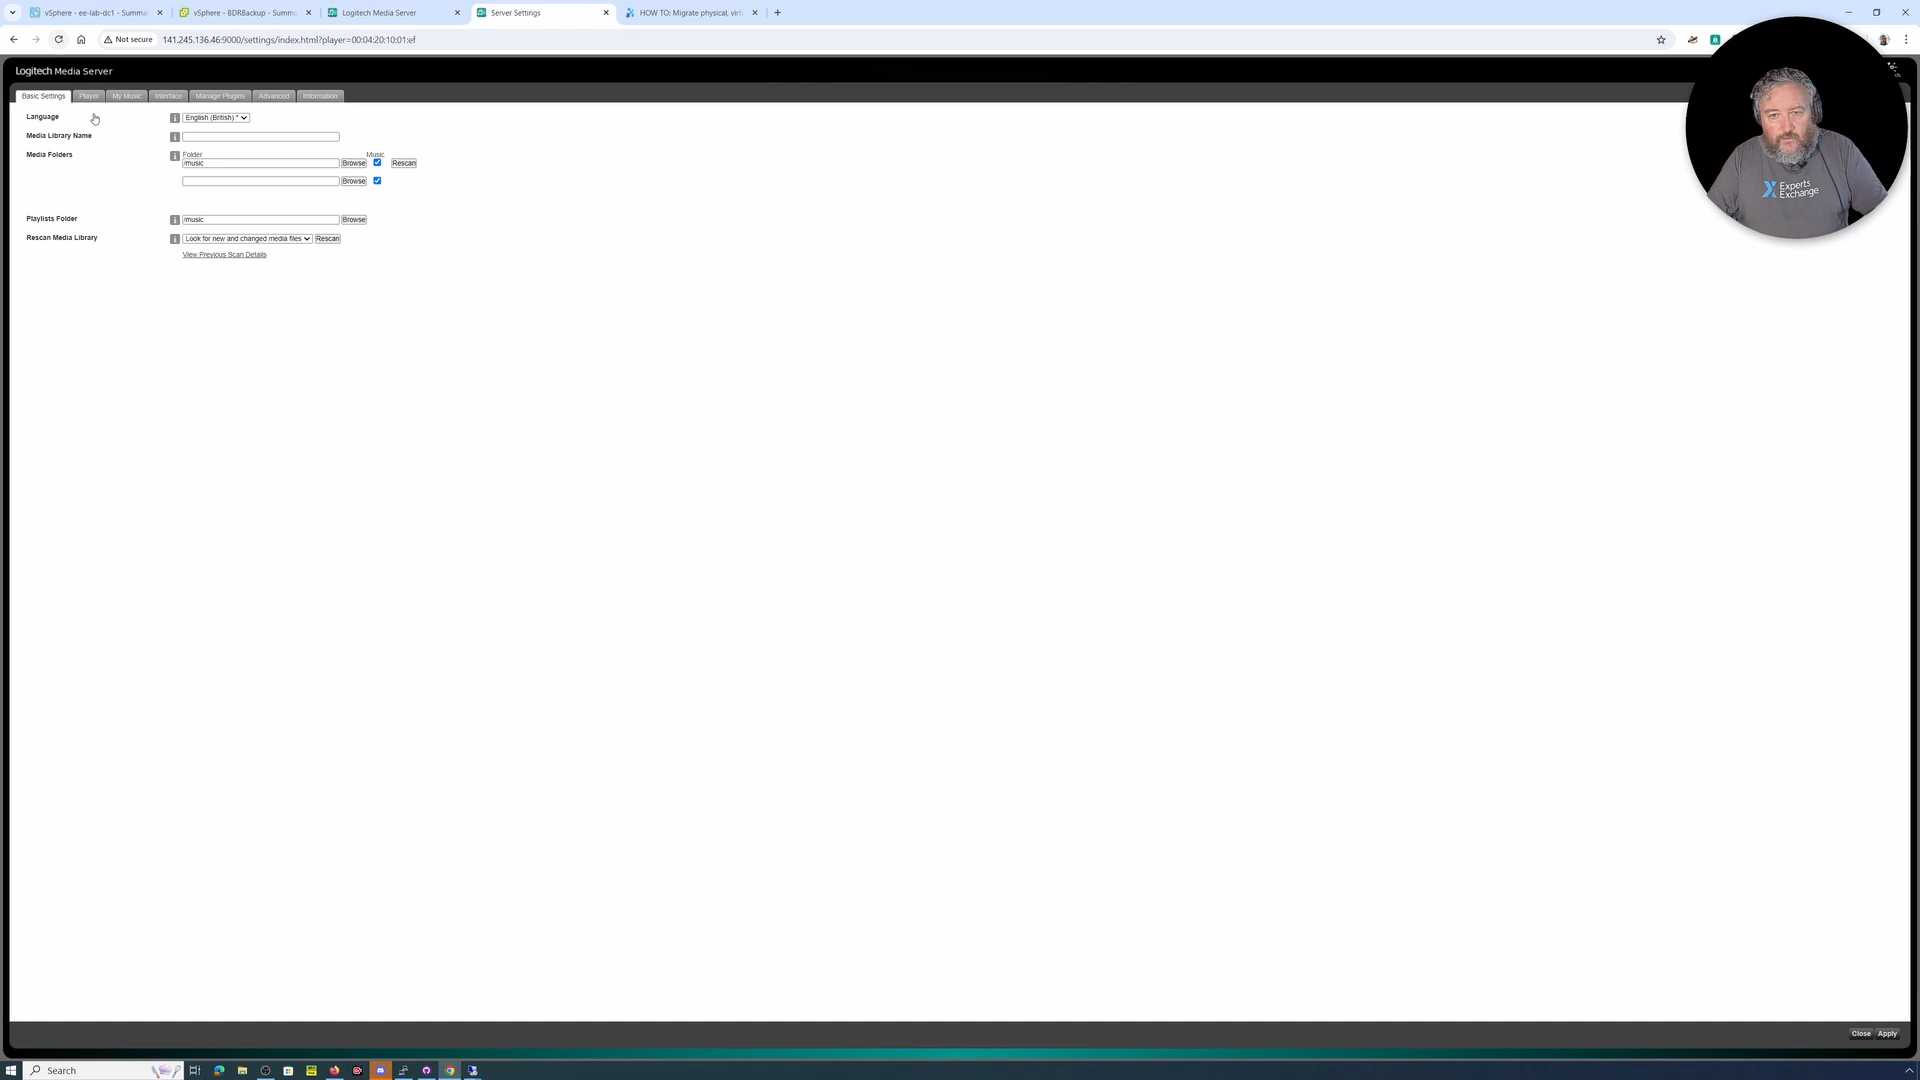 vSphere - ee-lab-dc1 - Summa
vSphere - BDRBackup - Summa
Logitech Media Server
Server Settings
HOW TO: Migrate physical, virt
Not secure
141.245.136.46:9000/settings/index.html?player=00:04:20:10:01:ef
Logitech Media Server
Basic Settings
Player
My Music
Interface
Manage Plugins
Advanced
Information
Language
English (British) *
Media Library Name
Media Folders
Folder
Music
/music
Browse
Rescan
Browse
Playlists Folder
/music
Browse
Rescan Media Library
Look for new and changed media files
Rescan
View Previous Scan Details
Experts
Exchange
Close
Apply
Search